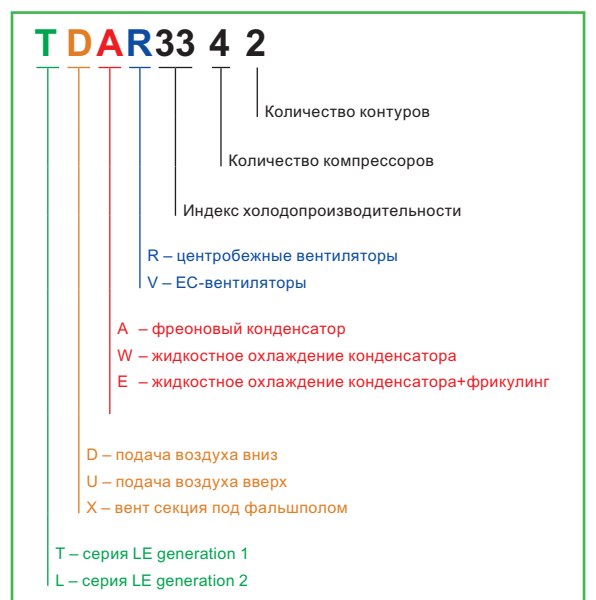 T D A R 33 4 2
Количество контуров
Количество компрессоров
Индекс холодопроизводительности
R – центробежные вентиляторы
V – ЕС-вентиляторы
A – фреоновый конденсатор
W – жидкостное охлаждение конденсатора
E – жидкостное охлаждение конденсатора+фрикулинг
D – подача воздуха вниз
U – подача воздуха вверх
X – вент секция под фальшполом
T – серия LE generation 1
L – серия LE generation 2